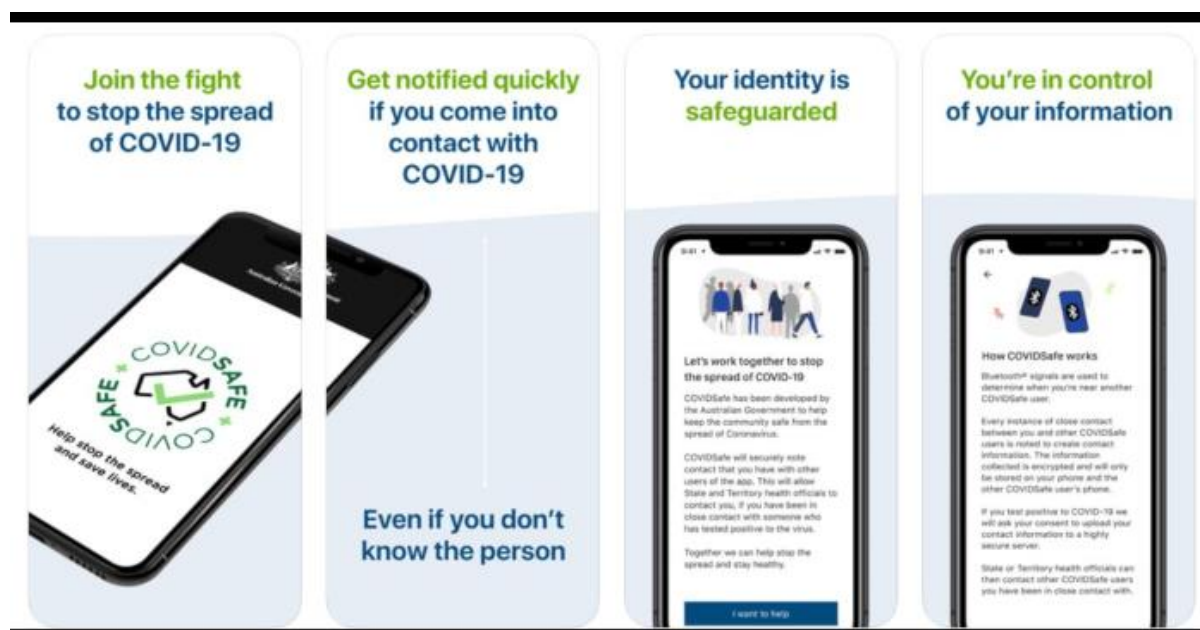 Join the fight
to stop the spread
of COVID-19
COVIDSAFE
COVIDSAFE
Help stop the spread
and save lives.
Get notified quickly
if you come into
contact with
COVID-19
Even if you don't
know the person
Your identity is
safeguarded
9:41
Let's work together to stop
the spread of COVID-19
COVIDSafe has been developed by
the Australian Government to help
keep the community safe from the
spread of Coronavirus.
COVIDSafe will securely note
contact that you have with other
users of the app. This will allow
State and Territory health officials to
contact you, if you have been in
close contact with someone who
has tested positive to the virus.
Together we can help stop the
spread and stay healthy.
I want to help
You're in control
of your information
9:41
How COVIDSafe works
Bluetooth® signals are used to
determine when you're near another
COVIDSafe user.
Every instance of close contact
between you and other COVIDSafe
users is noted to create contact
information. The information
collected is encrypted and will only
be stored on your phone and the
other COVIDSafe user's phone.
If you test positive to COVID-19 we
will ask your consent to upload your
contact information to a highly
secure server.
State or Territory health officials can
then contact other COVIDSafe users
you have been in close contact with.